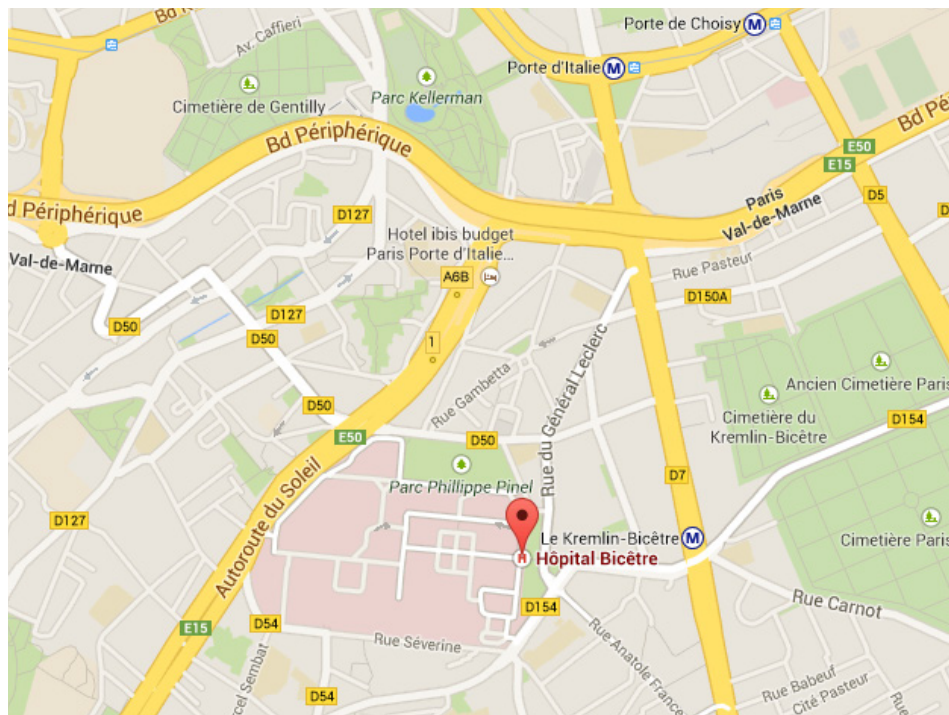 Bd
Porte de Choisy
M
Av. Caffieri
Porte d'Italie
M
Parc Kellerman
Cimetière de Gentilly
Bd Périphérique
Bd Pé
E50
E15
D5
Paris
Val-de-Marne
d Périphérique
D127
Hotel ibis budget
Paris Porte d'Italie...
Val-de-Marne
A6B
Rue Pasteur
D150A
D127
D50
D50
1
Rue du Général Leclerc
Rue Gambetta
Ancien Cimetière Paris
D50
Cimetière du
Kremlin-Bicêtre
D154
E50
D50
D7
Autoroute du Soleil
Parc Phillippe Pinel
D127
Le Kremlin-Bicêtre
M
Cimetière Paris
H
Hôpital Bicêtre
D154
Rue Carnot
E15
D54
Rue Séverine
Rue Anatole France
cel Sembat
D54
Rue Babeuf
Cité Pasteur